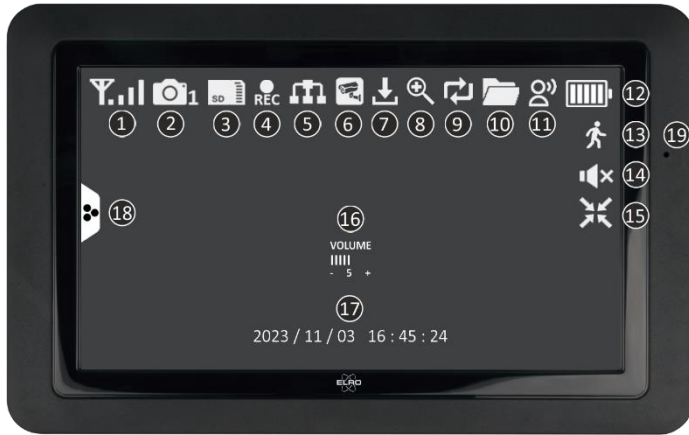 1
SD
REC
① ② ③ ④ ⑤ ⑥ ⑦ ⑧ ⑨ ⑩ ⑪ ⑫
⑬ ⑲
⑭
⑱ ⑯ ⑮
VOLUME
- 5 +
⑰
2023 / 11 / 03 16 : 45 : 24
ELRO